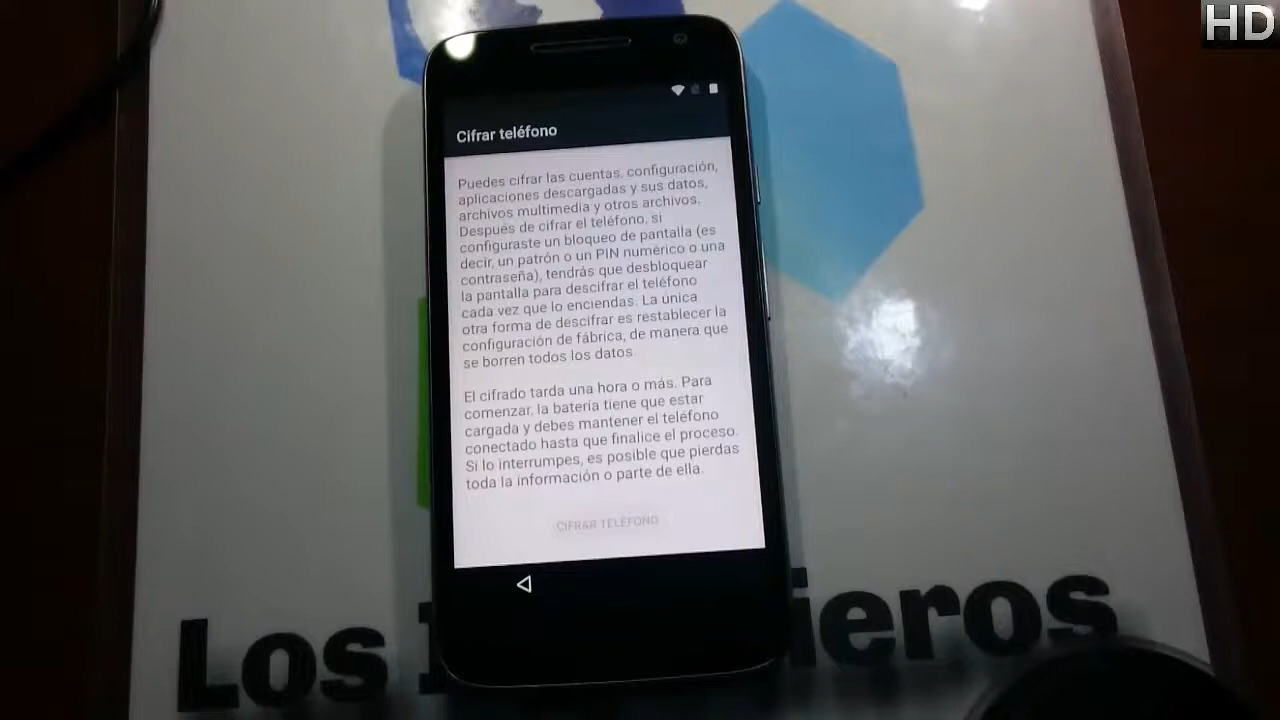 HD
Cifrar teléfono
Puedes cifrar las cuentas, configuración,
aplicaciones descargadas y sus datos,
archivos multimedia y otros archivos.
Después de cifrar el teléfono, si
configuraste un bloqueo de pantalla (es
decir, un patrón o un PIN numérico o una
contraseña), tendrás que desbloquear
la pantalla para descifrar el teléfono
cada vez que lo enciendas. La única
otra forma de descifrar es restablecer la
configuración de fábrica, de manera que
se borren todos los datos.
El cifrado tarda una hora o más. Para
comenzar, la batería tiene que estar
cargada y debes mantener el teléfono
conectado hasta que finalice el proceso.
Si lo interrumpes, es posible que pierdas
toda la información o parte de ella.
CIFRAR TELÉFONO
Los